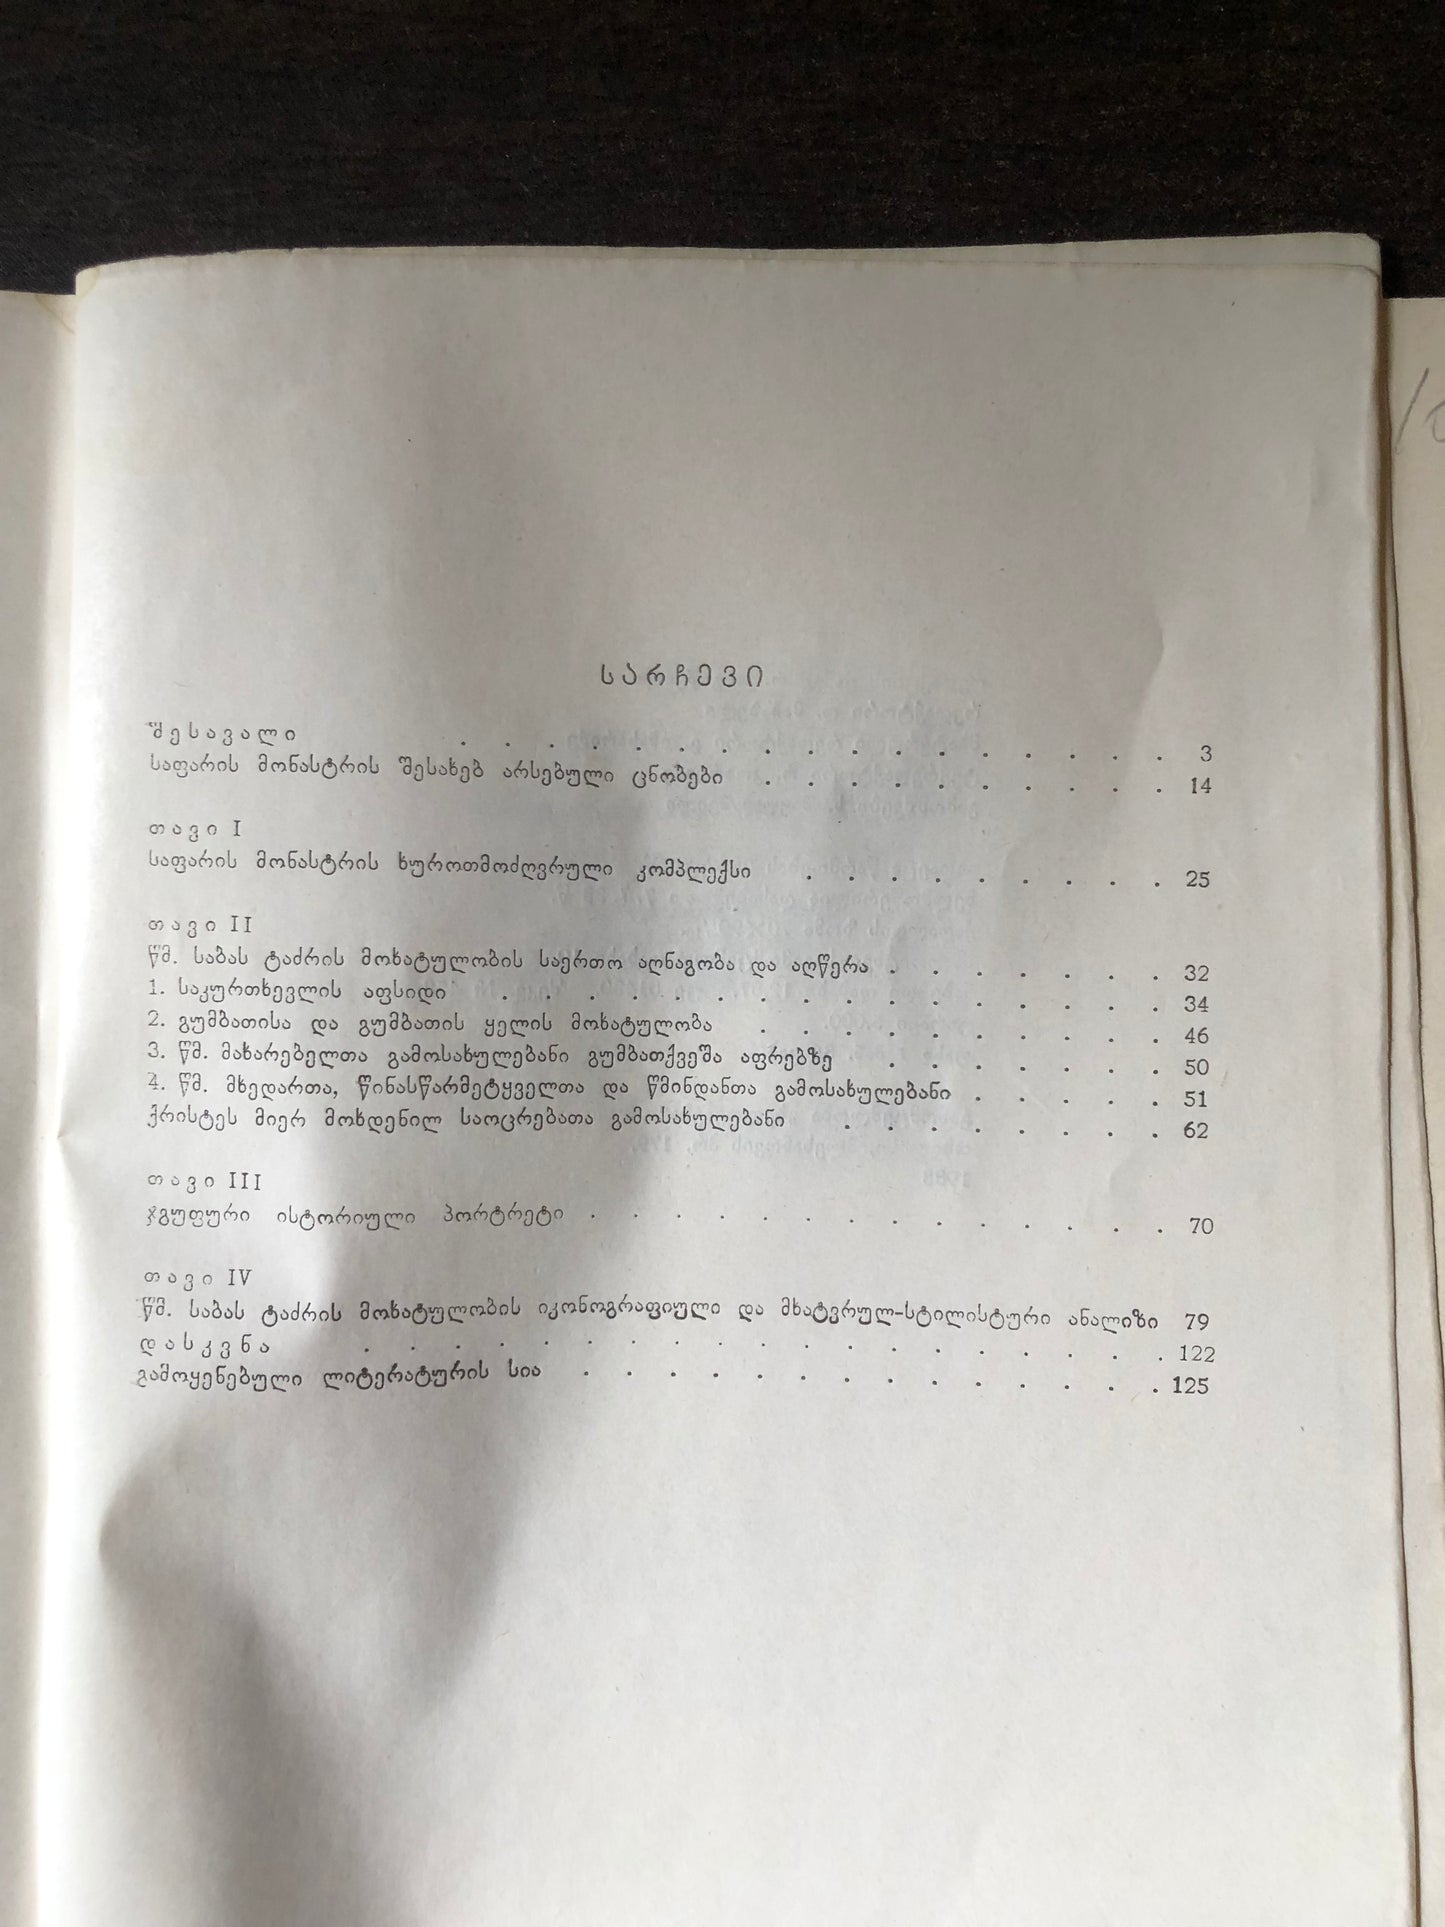 ᲡᲐᲠᲩᲔᲕᲘ
შესავალი . . . . . . . . . . . . . . . . . 3
საფარის მონასტრის შესახებ არსებული ცნობები . . . . . . . . . . 14
თავი I
საფარის მონასტრის ხუროთმოძღვრული კომპლექსი . . . . . . . . . 25
თავი II
წმ. საბას ტაძრის მოხატულობის საერთო აღნაგობა და აღწერა . . . . . . . 32
1. საკურთხევლის აფსიდი . . . . . . . . . . . . . . . . 34
2. გუმბათისა და გუმბათის ყელის მოხატულობა . . . . . . . . . . 46
3. წმ. მახარებელთა გამოსახულებანი გუმბათქვეშა აფრებზე . . . . . . . 50
4. წმ. მხედართა, წინასწარმეტყველთა და წმინდანთა გამოსახულებანი . . . . . 51
ქრისტეს მიერ მოხდენილ საოცრებათა გამოსახულებანი . . . . . . . . 62
თავი III
ჯგუფური ისტორიული პორტრეტი . . . . . . . . . . . . . . 70
თავი IV
წმ. საბას ტაძრის მოხატულობის იკონოგრაფიული და მხატვრულ-სტილისტური ანალიზი 79
დასკვნა . . . . . . . . . . . . . . . . . . . 122
გამოყენებული ლიტერატურის სია . . . . . . . . . . . . . . 125